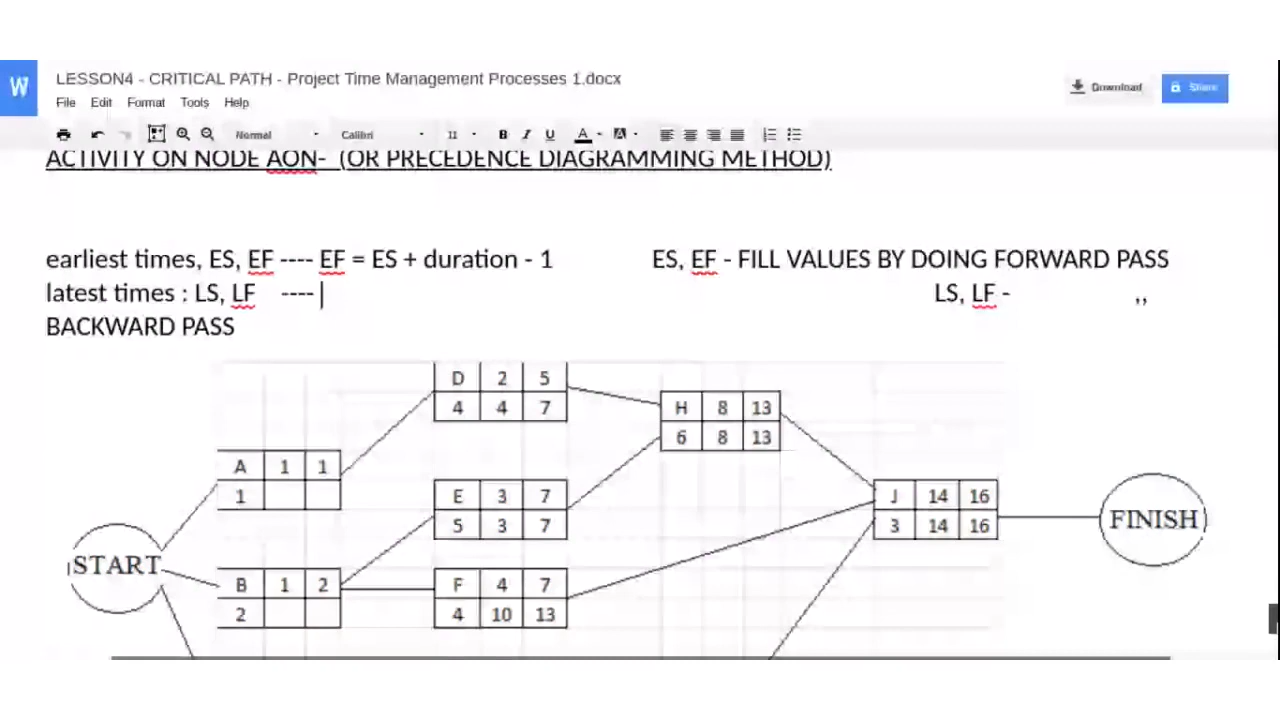 W
LESSON4 - CRITICAL PATH - Project Time Management Processes 1.docx
File Edit Format Tools Help
Download
Share
Normal Calibri 11 B I U A A
ACTIVITY ON NODE AON- (OR PRECEDENCE DIAGRAMMING METHOD)
earliest times, ES, EF ---- EF = ES + duration - 1 ES, EF - FILL VALUES BY DOING FORWARD PASS
latest times : LS, LF ---- LS, LF - ,,
BACKWARD PASS
D 2 5
4 4 7
H 8 13
6 8 13
A 1 1
1
E 3 7
5 3 7
J 14 16
3 14 16
START
FINISH
B 1 2
2
F 4 7
4 10 13